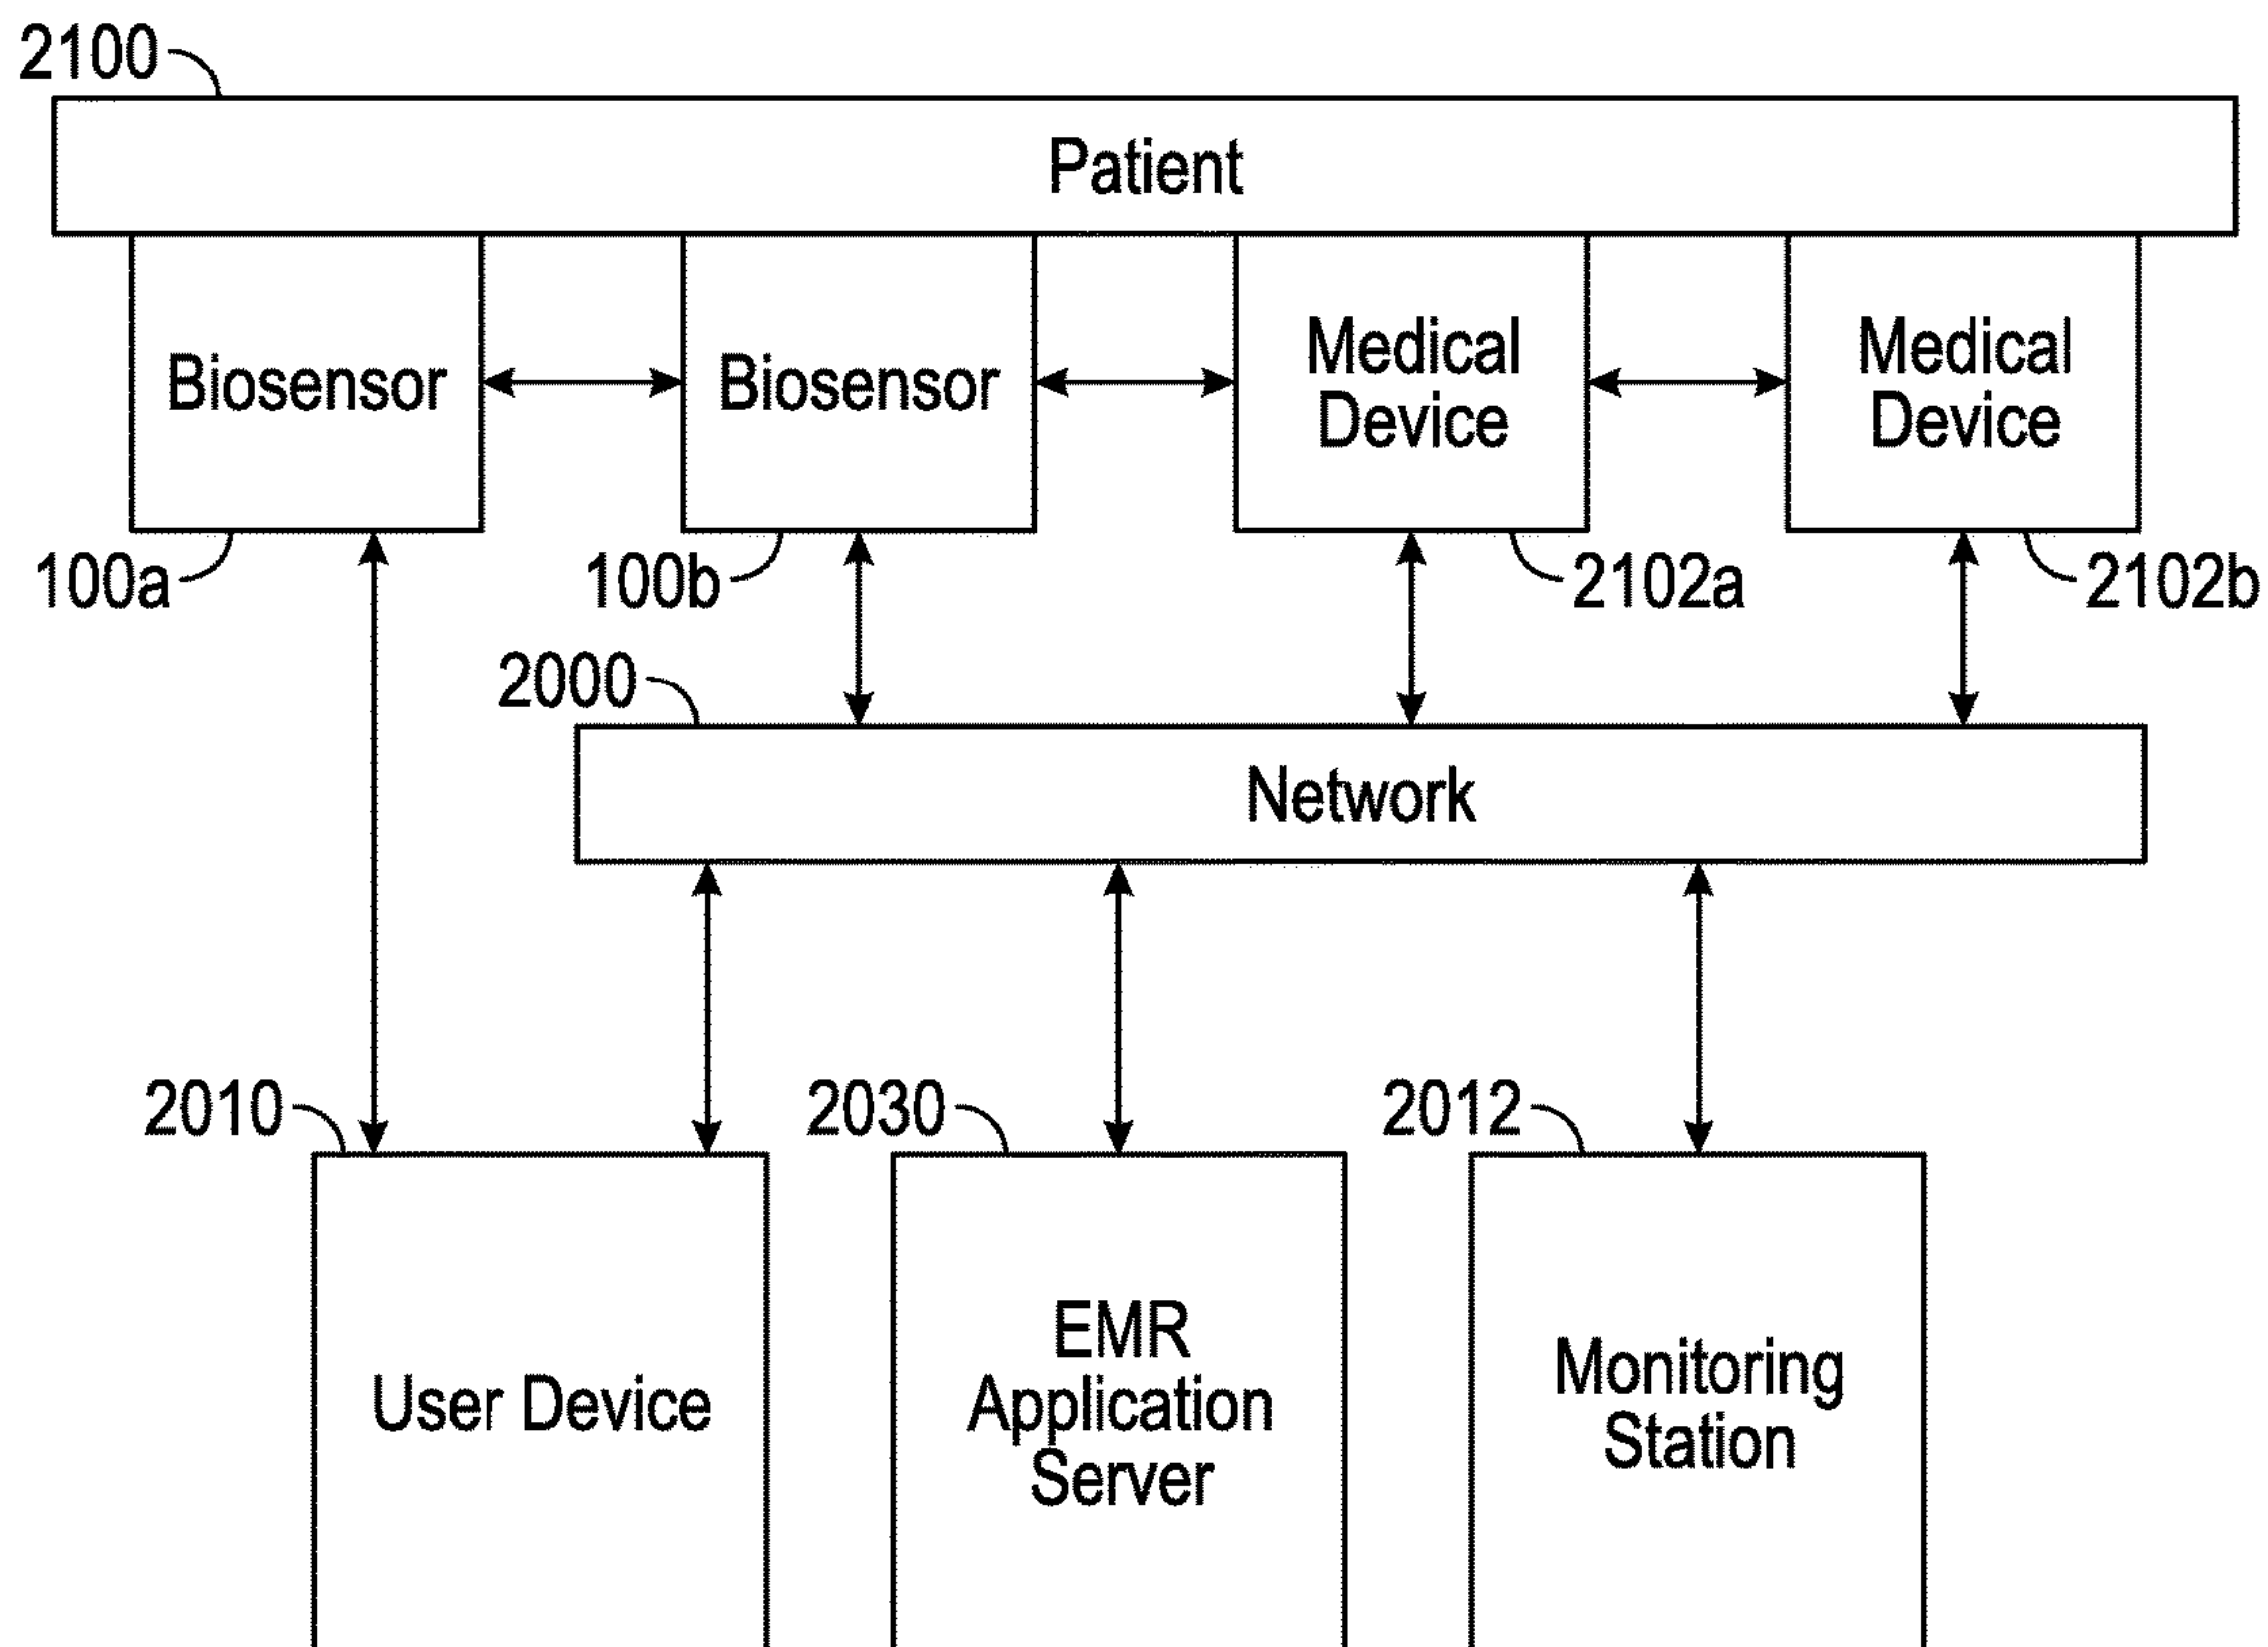 2100
Patient
Biosensor
Biosensor
Medical
Device
Medical
Device
100a
100b
2102a
2102b
2000
Network
2010
2030
2012
User Device
EMR
Application
Server
Monitoring
Station